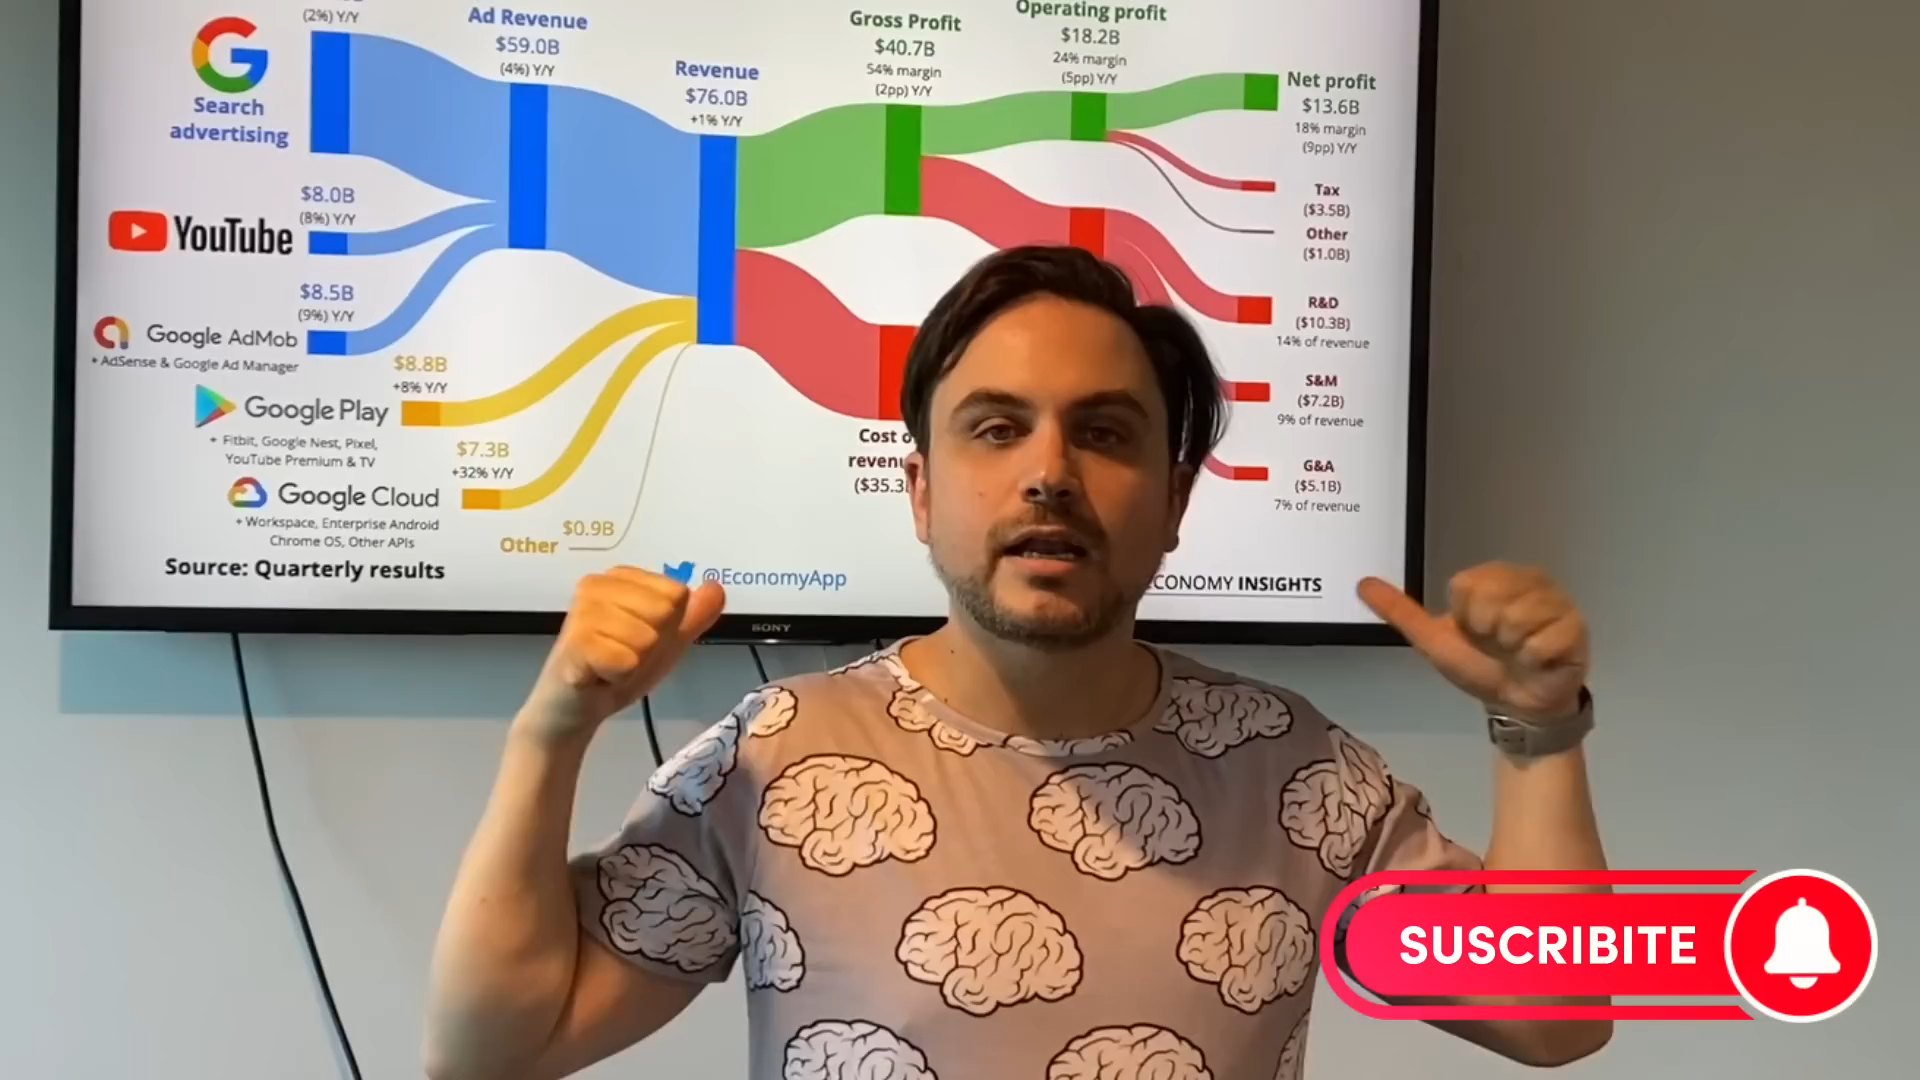 (2%) Y/Y
Search
advertising
Ad Revenue
$59.0B
(4%) Y/Y
$8.0B
(8%) Y/Y
YouTube
$8.5B
(9%) Y/Y
Google AdMob
+ AdSense & Google Ad Manager
$8.8B
+8% Y/Y
Google Play
+ Fitbit, Google Nest, Pixel,
YouTube Premium & TV
$7.3B
+32% Y/Y
Google Cloud
+ Workspace, Enterprise Android
Chrome OS, Other APIs
$0.9B
Other
Source: Quarterly results
Revenue
$76.0B
+1% Y/Y
Gross Profit
$40.7B
54% margin
(2pp) Y/Y
Operating profit
$18.2B
24% margin
(5pp) Y/Y
Net profit
$13.6B
18% margin
(9pp) Y/Y
Tax
($3.5B)
Other
($1.0B)
R&D
($10.3B)
14% of revenue
S&M
($7.2B)
9% of revenue
G&A
($5.1B)
7% of revenue
Cost o
revenu
($35.3
@EconomyApp
CONOMY INSIGHTS
SONY
SUSCRIBITE